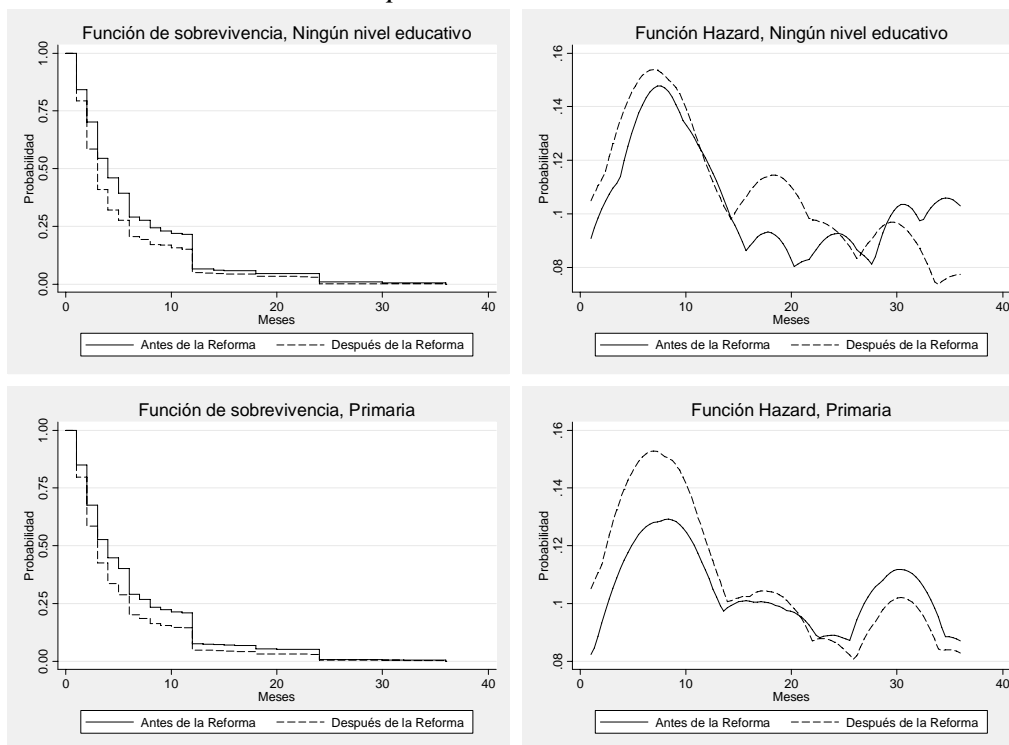 Función de sobrevivencia, Ningún nivel educativo
Probabilidad
1.00
0.75
0.50
0.25
0.00
0 10 20 30 40
Meses
Antes de la Reforma Después de la Reforma
Función Hazard, Ningún nivel educativo
Probabilidad
.16
.14
.12
.1
.08
0 10 20 30 40
Meses
Antes de la Reforma Después de la Reforma
Función de sobrevivencia, Primaria
Probabilidad
1.00
0.75
0.50
0.25
0.00
0 10 20 30 40
Meses
Antes de la Reforma Después de la Reforma
Función Hazard, Primaria
Probabilidad
.16
.14
.12
.1
.08
0 10 20 30 40
Meses
Antes de la Reforma Después de la Reforma